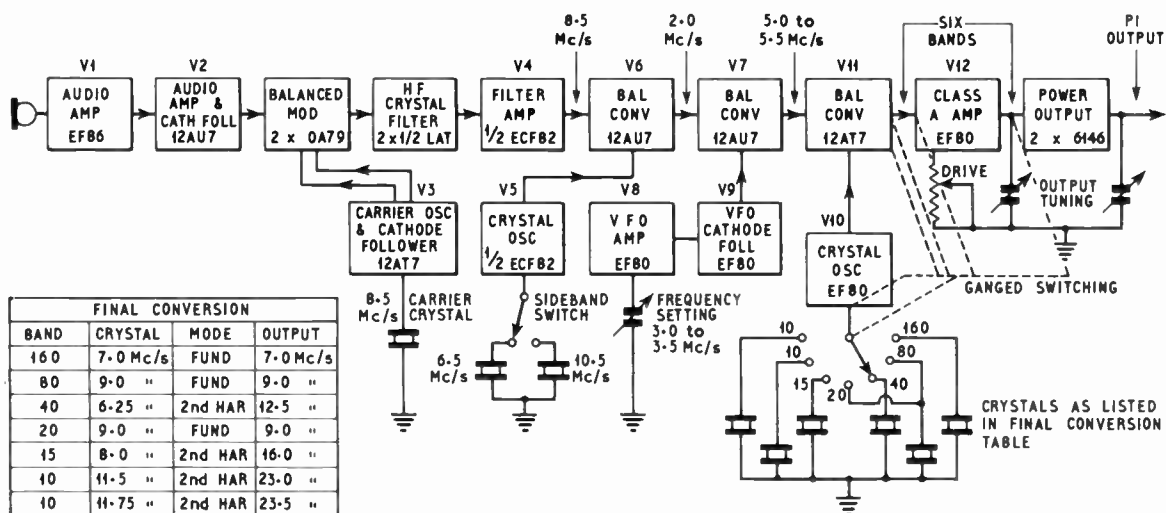 8.5
Mc/s
2.0
Mc/s
5.0 to
5.5 Mc/s
SIX
BANDS
PI
OUTPUT
V1
AUDIO
AMP
EF86
V2
AUDIO
AMP &
CATH FOLL
12AU7
BALANCED
MOD
2 x OA79
HF
CRYSTAL
FILTER
2 x 1/2 LAT
V4
FILTER
AMP
1/2 ECF82
V6
BAL
CONV
12AU7
V7
BAL
CONV
12AU7
V11
BAL
CONV
12AT7
V12
CLASS
A AMP
EF80
POWER
OUTPUT
2 x 6146
DRIVE
OUTPUT
TUNING
V3
CARRIER OSC
& CATHODE
FOLLOWER
12AT7
V5
CRYSTAL
OSC
1/2 ECF82
V8
VFO
AMP
EF80
V9
VFO
CATHODE
FOLL
EF80
V10
CRYSTAL
OSC
EF80
GANGED SWITCHING
8.5
Mc/s
CARRIER
CRYSTAL
SIDEBAND
SWITCH
6.5
Mc/s
10.5
Mc/s
FREQUENCY
SETTING
3.0 to
3.5 Mc/s
10
10
15
20
40
80
160
CRYSTALS AS LISTED
IN FINAL CONVERSION
TABLE
FINAL CONVERSION
BAND CRYSTAL MODE OUTPUT
160 7.0 Mc/s FUND 7.0 Mc/s
80 9.0 " FUND 9.0 "
40 6.25 " 2nd HAR 12.5 "
20 9.0 " FUND 9.0 "
15 8.0 " 2nd HAR 16.0 "
10 11.5 " 2nd HAR 23.0 "
10 11.75 " 2nd HAR 23.5 "